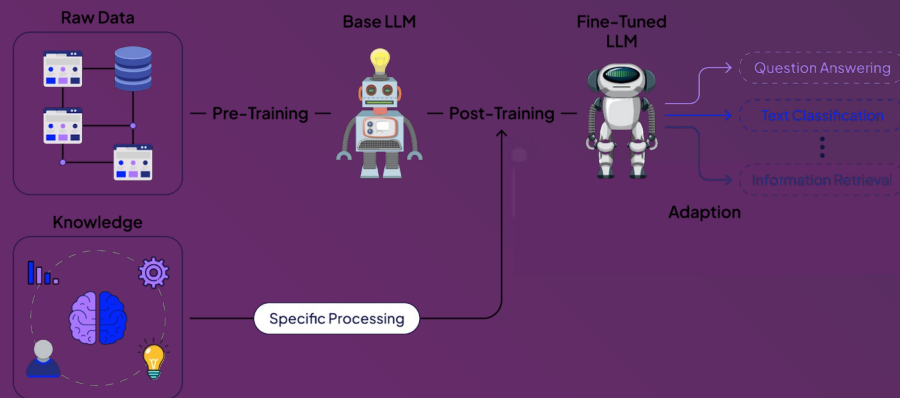 Raw Data
Base LLM
Fine-Tuned
LLM
Pre-Training
Post-Training
Question Answering
Text Classification
Information Retrieval
Adaption
Knowledge
Specific Processing